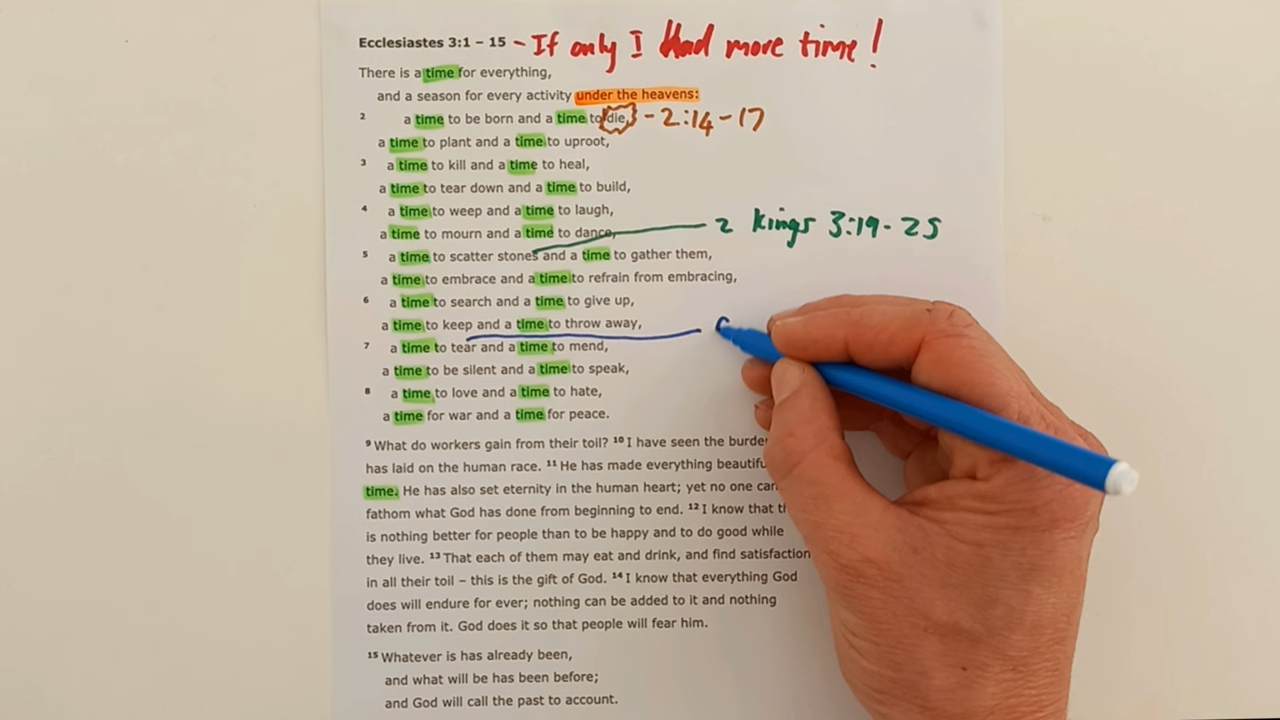 Ecclesiastes 3:1 – 15 - If only I Had more time!
There is a time for everything,
and a season for every activity under the heavens:
2 a time to be born and a time to die, - 2:14-17
a time to plant and a time to uproot,
3 a time to kill and a time to heal,
a time to tear down and a time to build,
4 a time to weep and a time to laugh,
a time to mourn and a time to dance, 2 Kings 3:19-25
5 a time to scatter stones and a time to gather them,
a time to embrace and a time to refrain from embracing,
6 a time to search and a time to give up,
a time to keep and a time to throw away,
7 a time to tear and a time to mend,
a time to be silent and a time to speak,
8 a time to love and a time to hate,
a time for war and a time for peace.
9 What do workers gain from their toil? 10 I have seen the
has laid on the human race. 11 He has made everything
time. He has also set eternity in the human heart; yet no one
fathom what God has done from beginning to end. 12 I know that
is nothing better for people than to be happy and to do good while
they live. 13 That each of them may eat and drink, and find satisfaction
in all their toil – this is the gift of God. 14 I know that everything God
does will endure for ever; nothing can be added to it and nothing
taken from it. God does it so that people will fear him.
15 Whatever is has already been,
and what will be has been before;
and God will call the past to account.